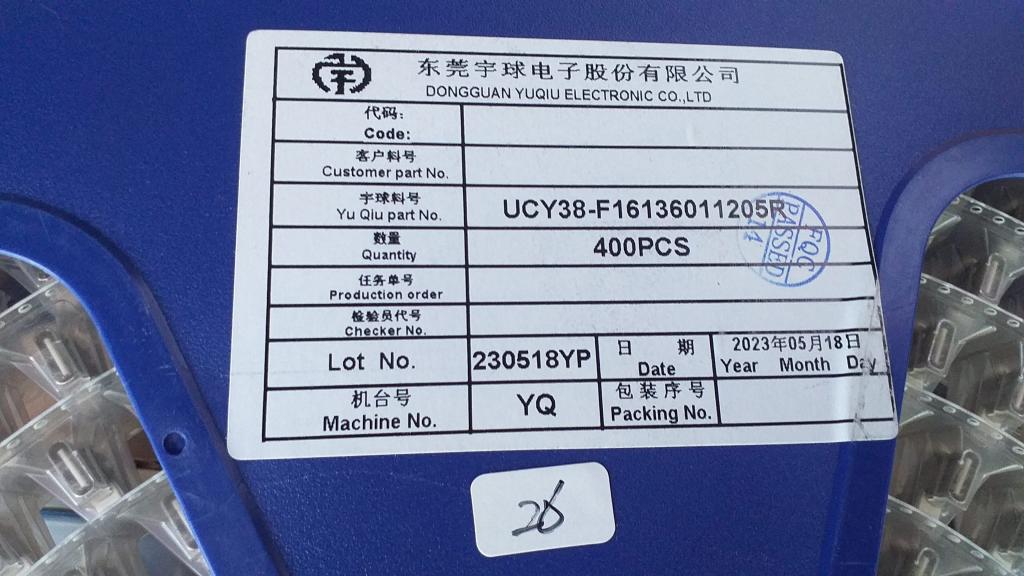 东莞宇球电子股份有限公司
DONGGUAN YUQIU ELECTRONIC CO.,LTD
代码:
Code:
客户料号
Customer part No.
宇球料号
Yu Qiu part No.
UCY38-F16136011205R
数量
Quantity
400PCS
FQC
PASSED
14
任务单号
Production order
检验员代号
Checker No.
Lot No.
230518YP
日 期
Date
2023年05月18日
Year Month Day
机台号
Machine No.
YQ
包装序号
Packing No.
26